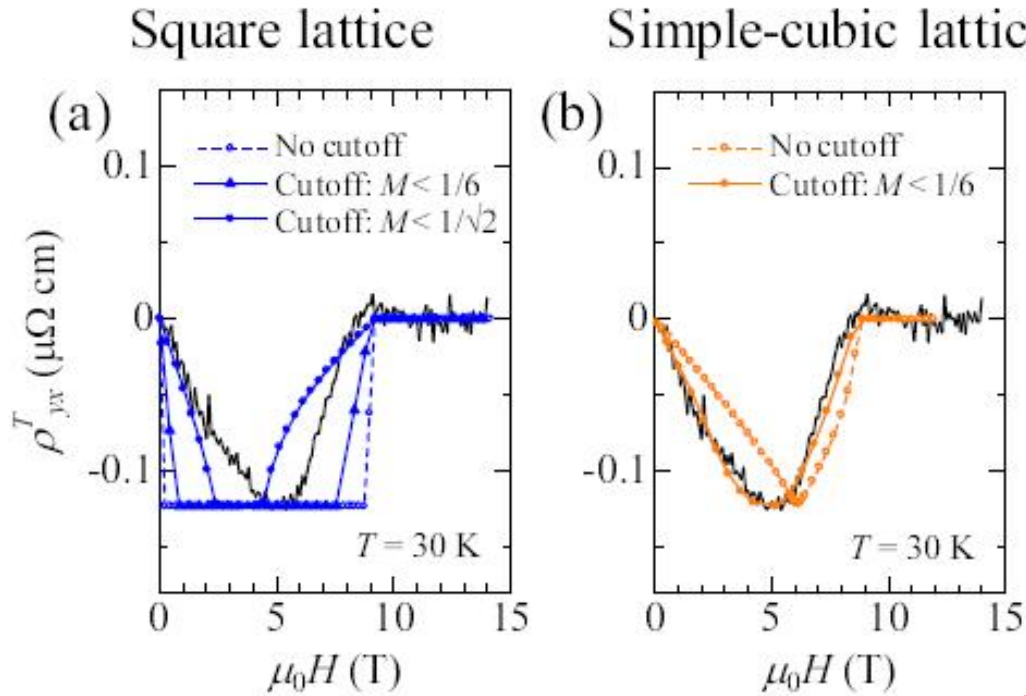 Square lattice
Simple-cubic lattic
(a)
No cutoff
Cutoff: M < 1/6
Cutoff: M < 1/√2
0.1
0
-0.1
ρᵀyx (μΩ cm)
T = 30 K
0 5 10 15
μ₀H (T)
(b)
No cutoff
Cutoff: M < 1/6
0.1
0
-0.1
T = 30 K
0 5 10 15
μ₀H (T)